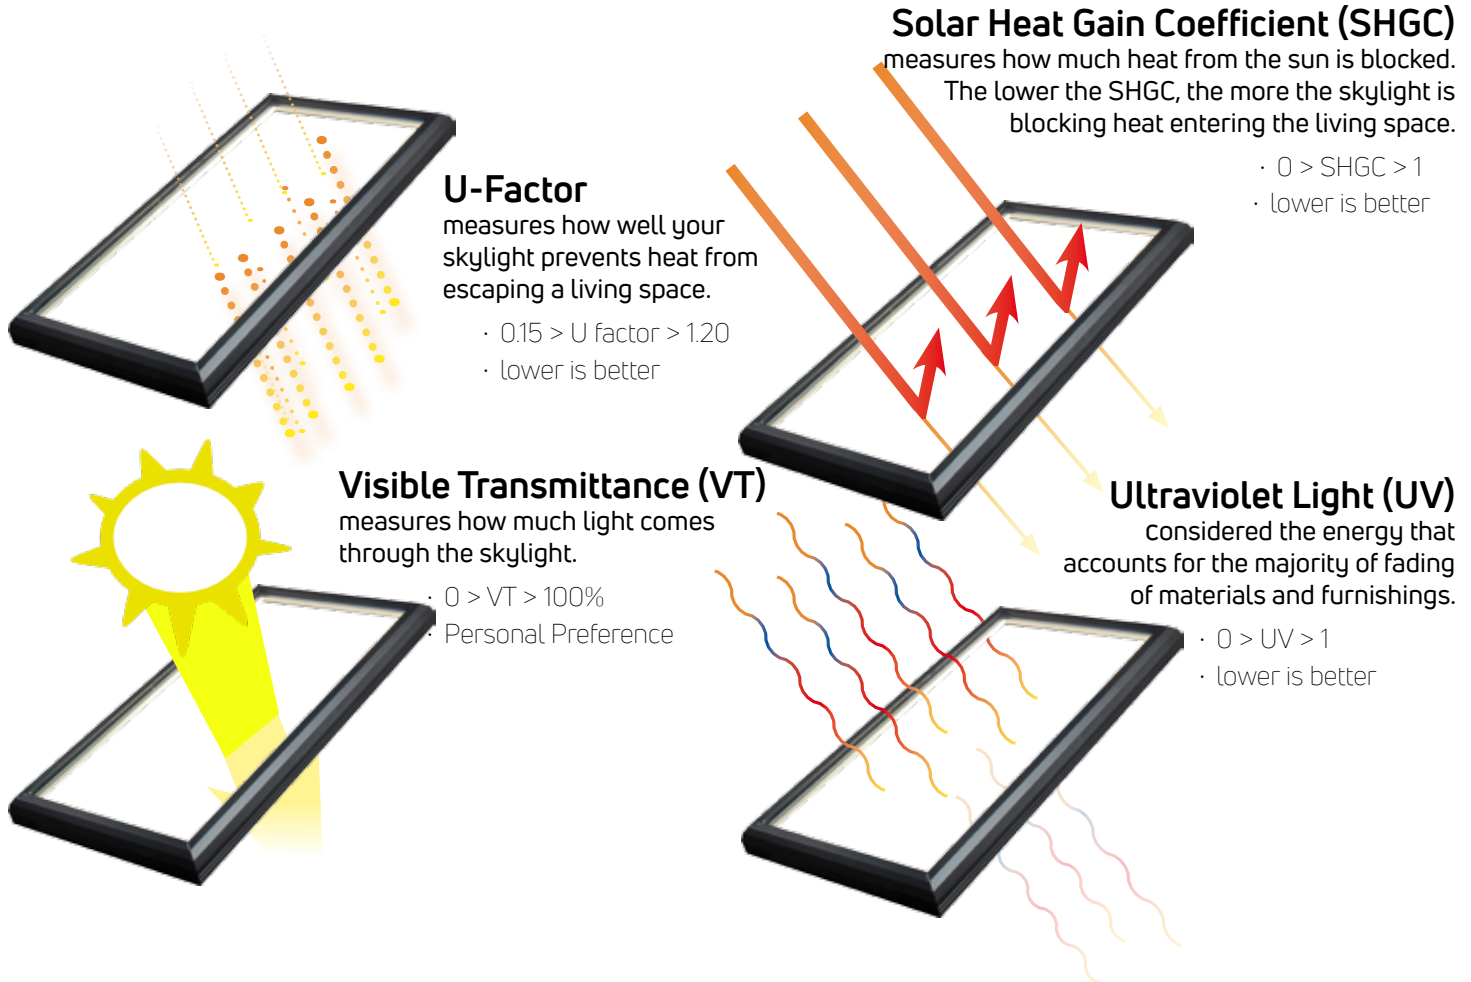 Solar Heat Gain Coefficient (SHGC)
measures how much heat from the sun is blocked.
The lower the SHGC, the more the skylight is
blocking heat entering the living space.
· 0 > SHGC > 1
· lower is better
U-Factor
measures how well your
skylight prevents heat from
escaping a living space.
· 0.15 > U factor > 1.20
· lower is better
Visible Transmittance (VT)
measures how much light comes
through the skylight.
· 0 > VT > 100%
· Personal Preference
Ultraviolet Light (UV)
considered the energy that
accounts for the majority of fading
of materials and furnishings.
· 0 > UV > 1
· lower is better